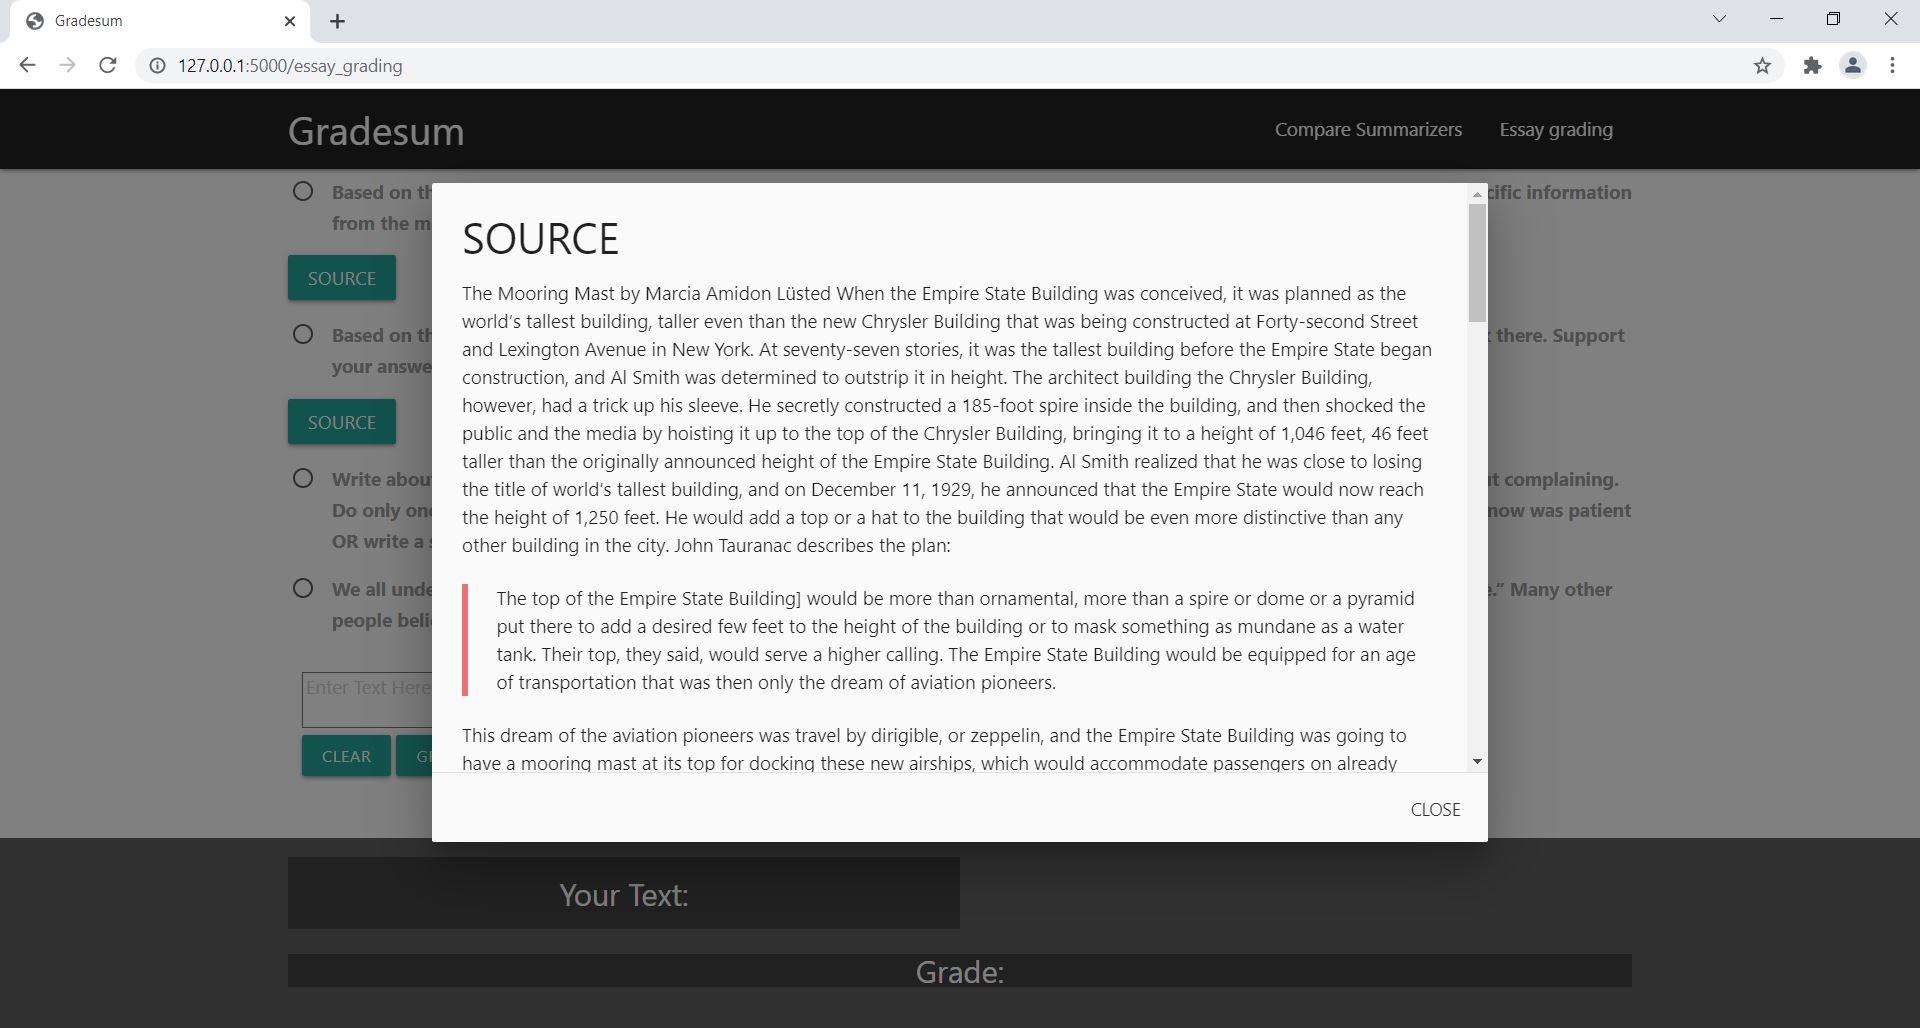 Gradesum
127.0.0.1:5000/essay_grading
Gradesum
Compare Summarizers
Essay grading
Based on th
cific information
from the m
SOURCE
Based on th
there. Support
your answe
SOURCE
Write abou
t complaining.
Do only on
now was patient
OR write a s
We all unde
e.” Many other
people beli
Enter Text Here
CLEAR
SOURCE
The Mooring Mast by Marcia Amidon Lüsted When the Empire State Building was conceived, it was planned as the
world’s tallest building, taller even than the new Chrysler Building that was being constructed at Forty-second Street
and Lexington Avenue in New York. At seventy-seven stories, it was the tallest building before the Empire State began
construction, and Al Smith was determined to outstrip it in height. The architect building the Chrysler Building,
however, had a trick up his sleeve. He secretly constructed a 185-foot spire inside the building, and then shocked the
public and the media by hoisting it up to the top of the Chrysler Building, bringing it to a height of 1,046 feet, 46 feet
taller than the originally announced height of the Empire State Building. Al Smith realized that he was close to losing
the title of world’s tallest building, and on December 11, 1929, he announced that the Empire State would now reach
the height of 1,250 feet. He would add a top or a hat to the building that would be even more distinctive than any
other building in the city. John Tauranac describes the plan:
The top of the Empire State Building] would be more than ornamental, more than a spire or dome or a pyramid
put there to add a desired few feet to the height of the building or to mask something as mundane as a water
tank. Their top, they said, would serve a higher calling. The Empire State Building would be equipped for an age
of transportation that was then only the dream of aviation pioneers.
This dream of the aviation pioneers was travel by dirigible, or zeppelin, and the Empire State Building was going to
have a mooring mast at its top for docking these new airships, which would accommodate passengers on already
CLOSE
Your Text:
Grade: